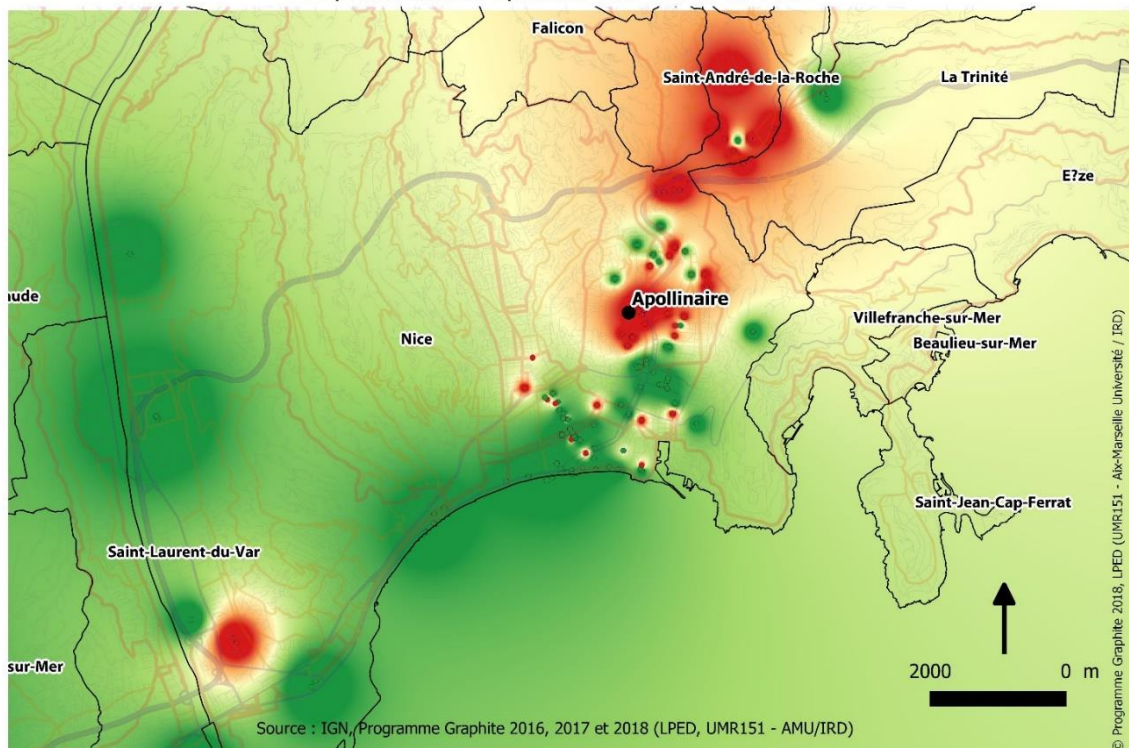 Falicon
Saint-André-de-la-Roche
La Trinité
E?ze
aude
Apollinaire
Villefranche-sur-Mer
Nice
Beaulieu-sur-Mer
Saint-Jean-Cap-Ferrat
Saint-Laurent-du-Var
sur-Mer
2000 0 m
Source : IGN, Programme Graphite 2016, 2017 et 2018 (LPED, UMR151 - AMU/IRD)
© Programme Graphite 2018, LPED (UMR151 - Aix-Marseille Université / IRD)